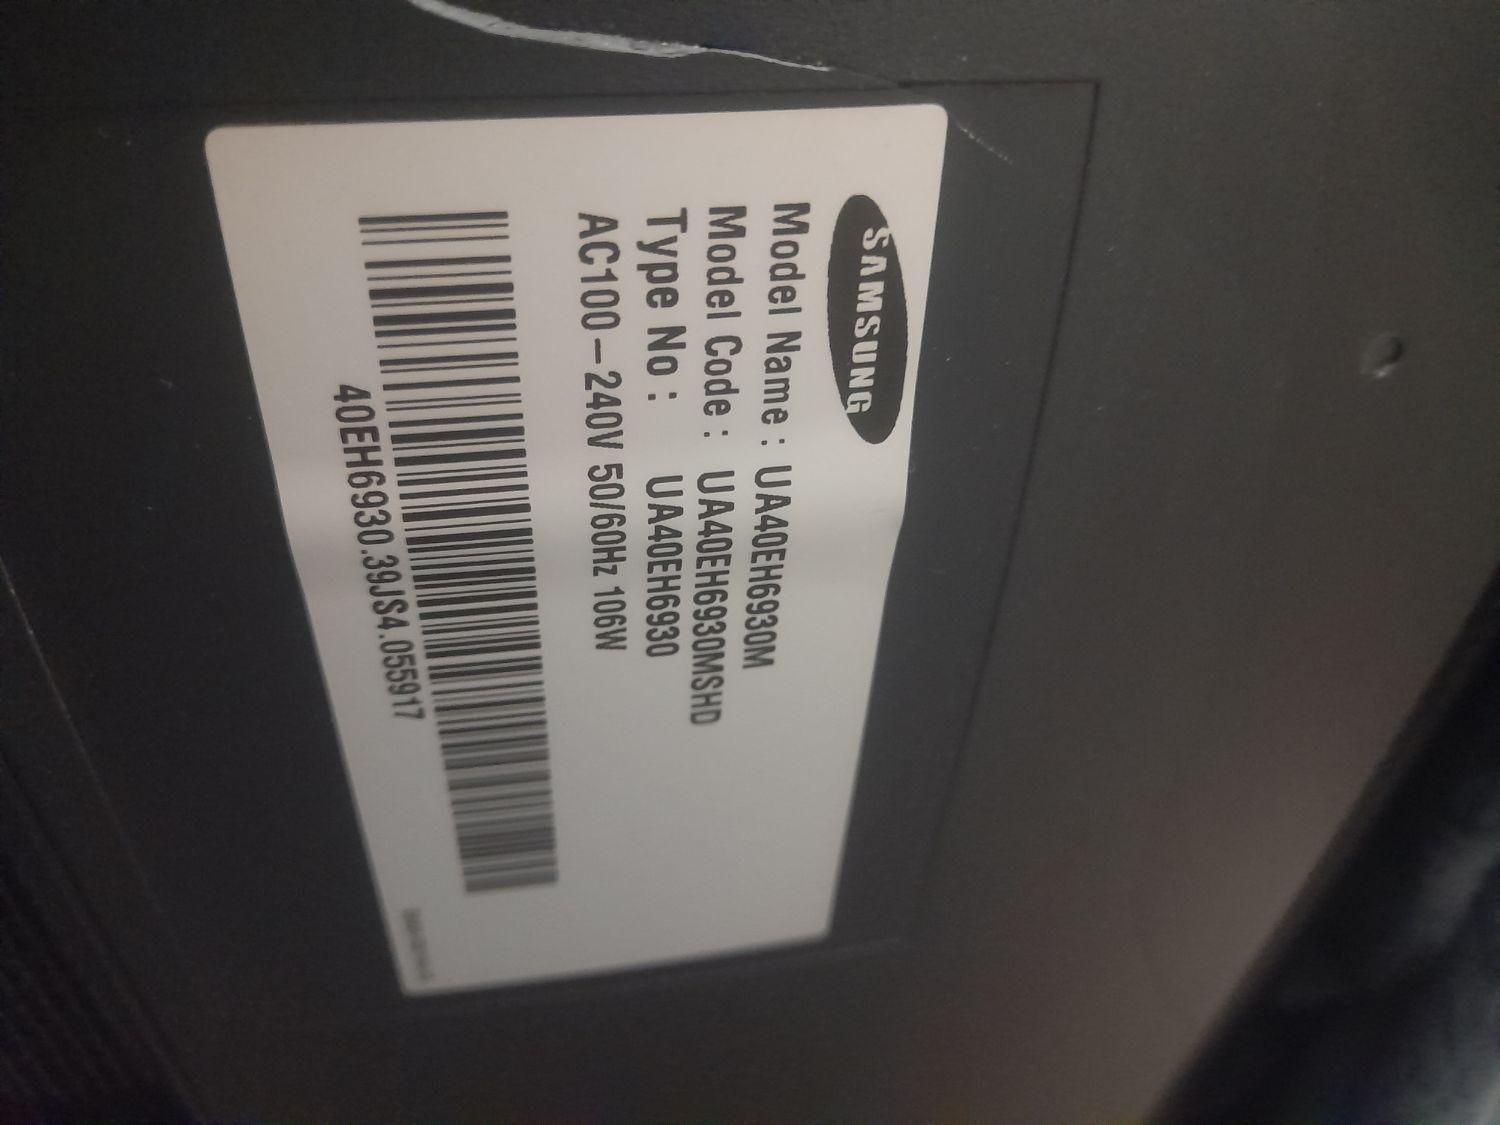 SAMSUNG
Model Name : UA40EH6930M
Model Code : UA40EH6930MSHD
Type No : UA40EH6930
AC100-240V 50/60Hz 106W
40EH6930.39JS4.055917